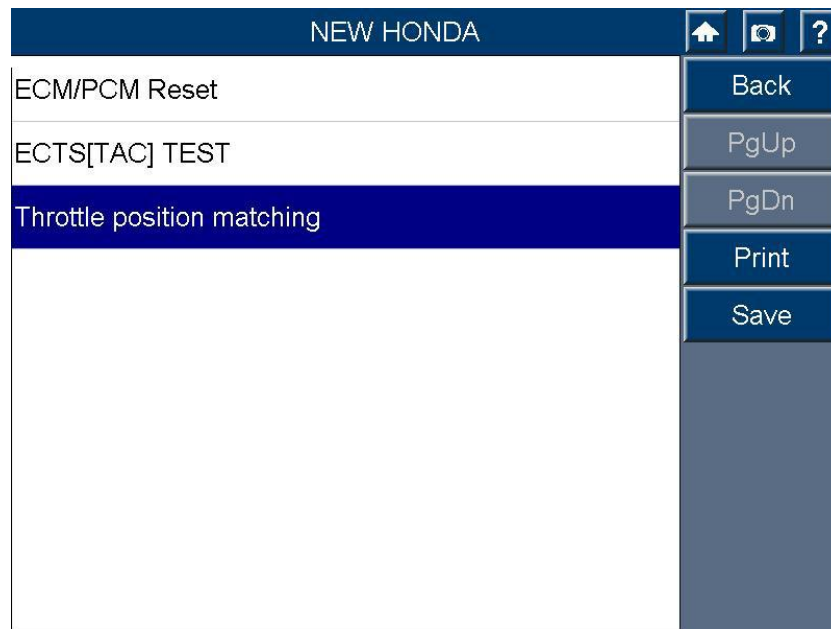 NEW HONDA
?
ECM/PCM Reset
ECTS[TAC] TEST
Throttle position matching
Back
PgUp
PgDn
Print
Save